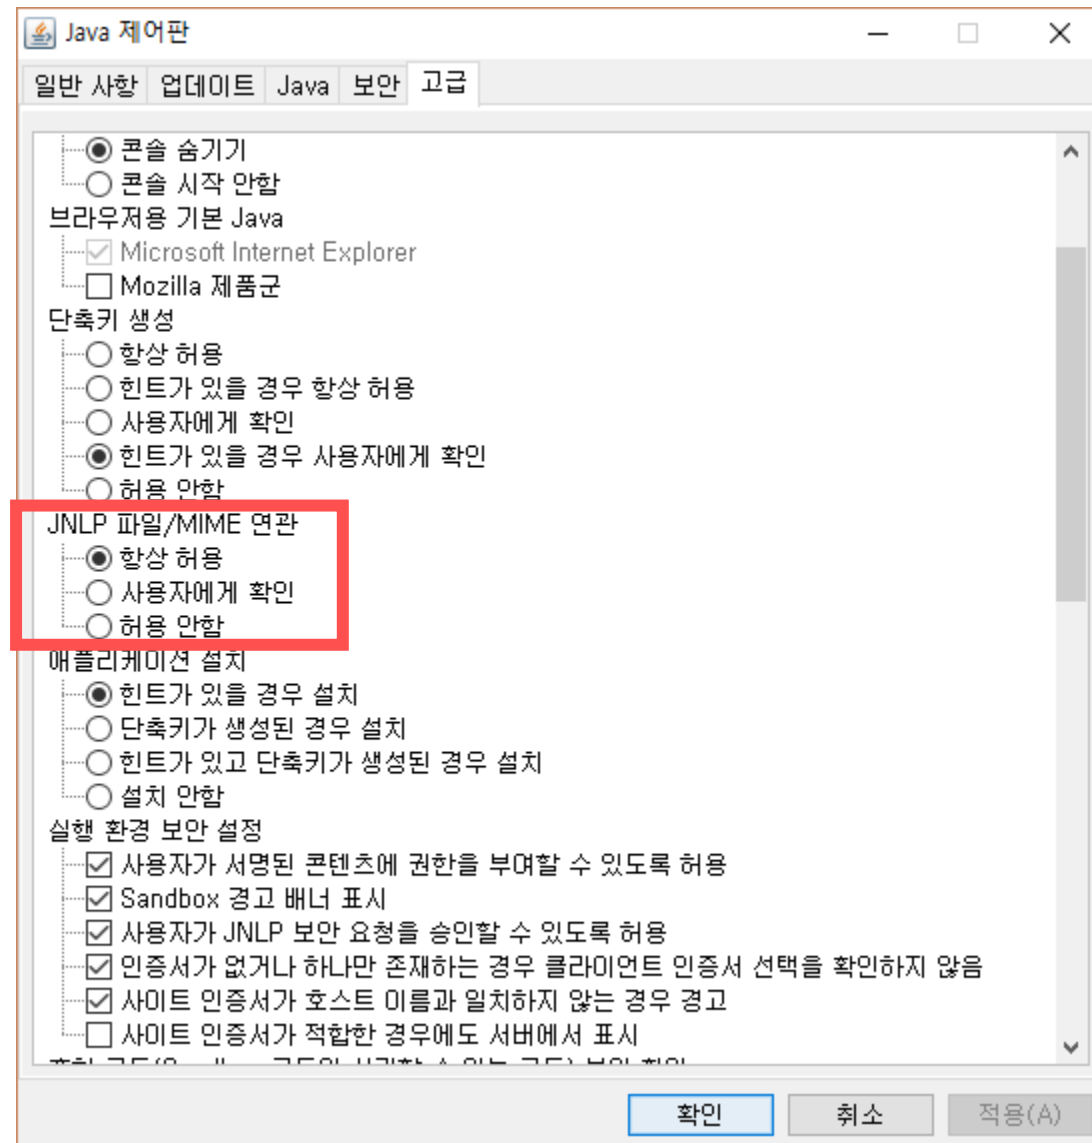 Java 제어판
일반 사항 업데이트 Java 보안 고급
콘솔 숨기기
콘솔 시작 안함
브라우저용 기본 Java
Microsoft Internet Explorer
Mozilla 제품군
단축키 생성
항상 허용
힌트가 있을 경우 항상 허용
사용자에게 확인
힌트가 있을 경우 사용자에게 확인
허용 안함
JNLP 파일/MIME 연관
항상 허용
사용자에게 확인
허용 안함
애플리케이션 설치
힌트가 있을 경우 설치
단축키가 생성된 경우 설치
힌트가 있고 단축키가 생성된 경우 설치
설치 안함
실행 환경 보안 설정
사용자가 서명된 콘텐츠에 권한을 부여할 수 있도록 허용
Sandbox 경고 배너 표시
사용자가 JNLP 보안 요청을 승인할 수 있도록 허용
인증서가 없거나 하나만 존재하는 경우 클라이언트 인증서 선택을 확인하지 않음
사이트 인증서가 호스트 이름과 일치하지 않는 경우 경고
사이트 인증서가 적합한 경우에도 서버에서 표시
확인 취소 적용(A)